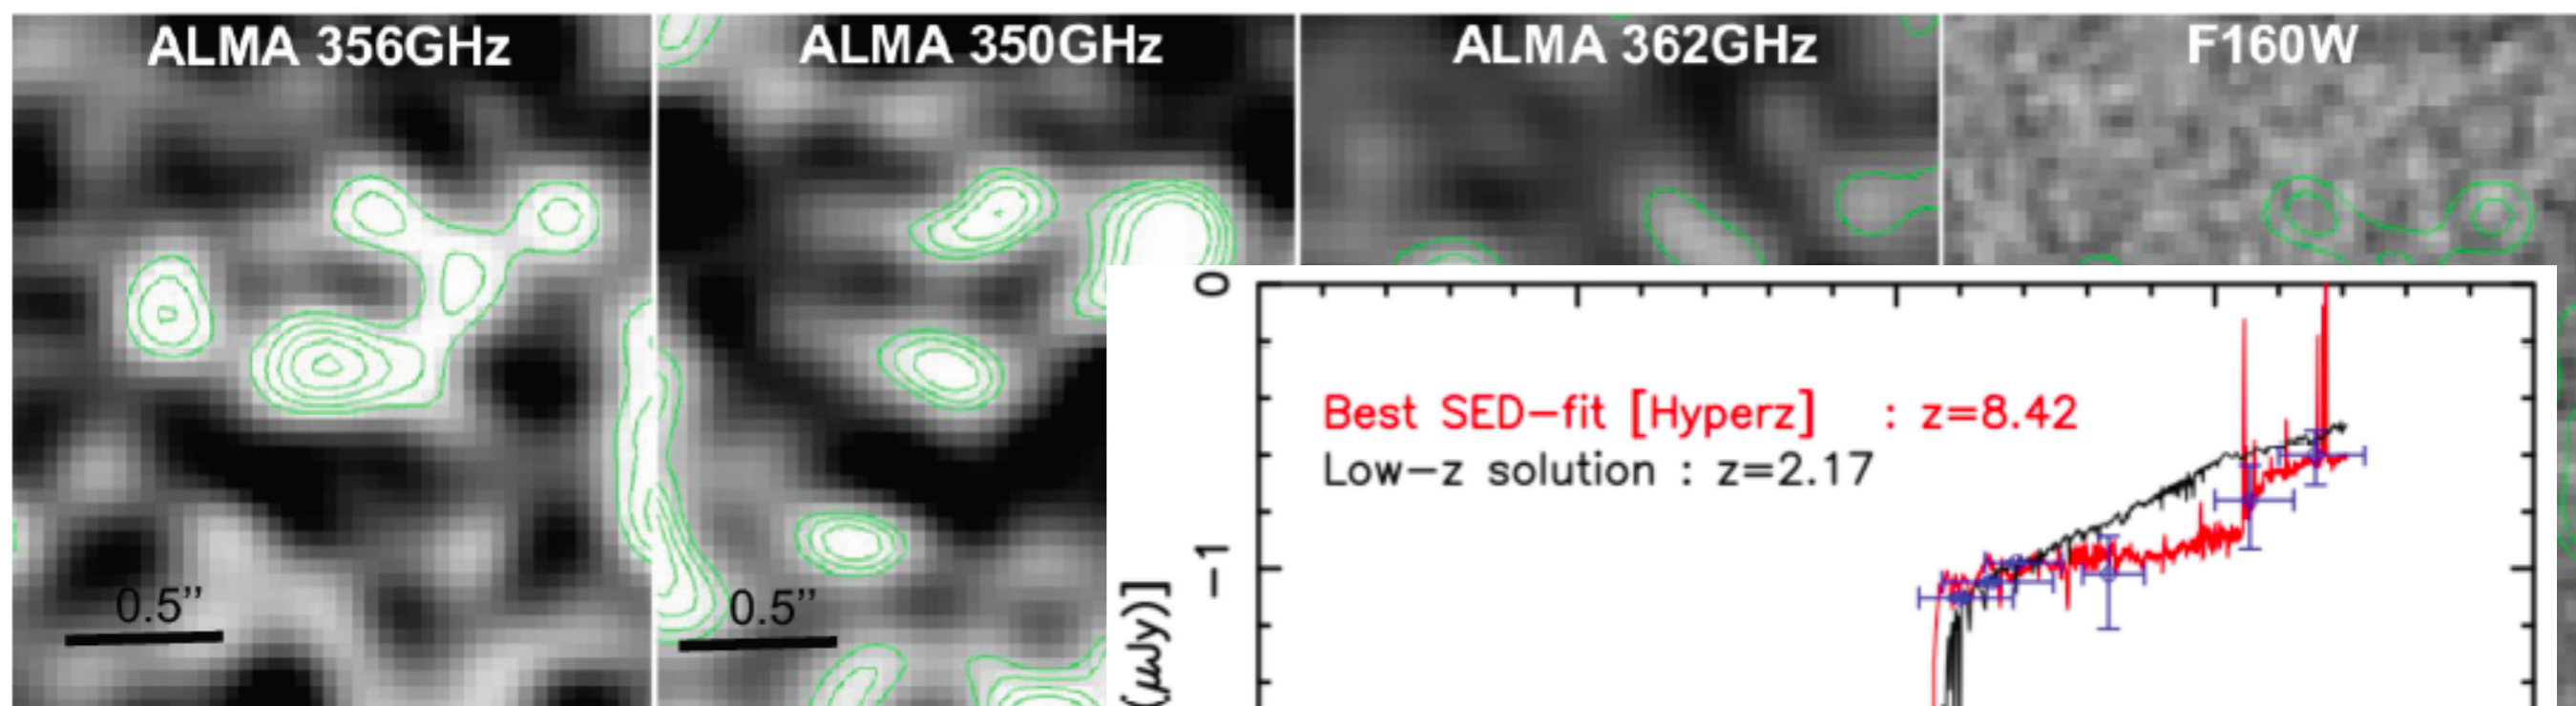 ALMA 356GHz
ALMA 350GHz
ALMA 362GHz
F160W
0.5’’
0.5’’
0
−1
(μJy)]
Best SED−fit [Hyperz] : z=8.42
Low−z solution : z=2.17